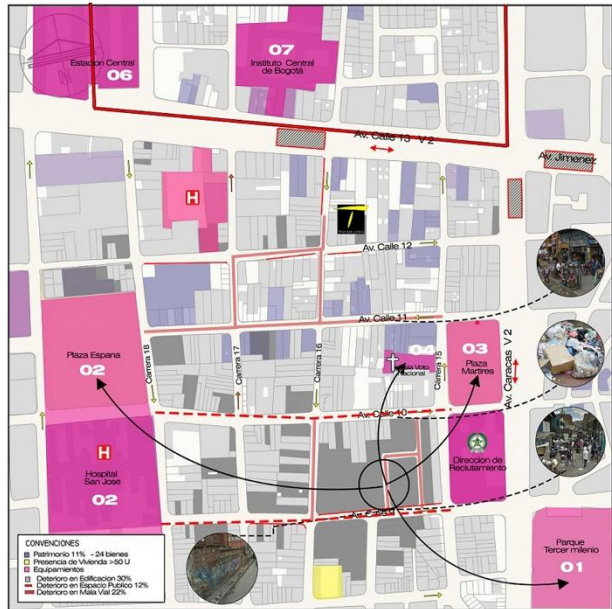 Estacion Central
06
07
Instituto Central
de Bogotá
Av. Calle 13 V 2
Av. Jimenez
H
Av. Calle 12
Av. Calle 11
Plaza Espana
02
Carrera 18
Carrera 17
Carrera 16
Carrera 15
04
Voto
Nacional
03
Plaza
Martires
Av. Caracas V 2
Av. Calle 10
H
Hospital
San Jose
02
Direccion de
Reclutamiento
Parque
Tercer milenio
01
CONVENCIONES
Patrimonio 11% - 24 bienes
Presencia de Vivienda >50 U
Equipamientos
Deterioro en Edificacion 30%
Deterioro en Espacio Publico 12%
Deterioro en Mala Vial 22%